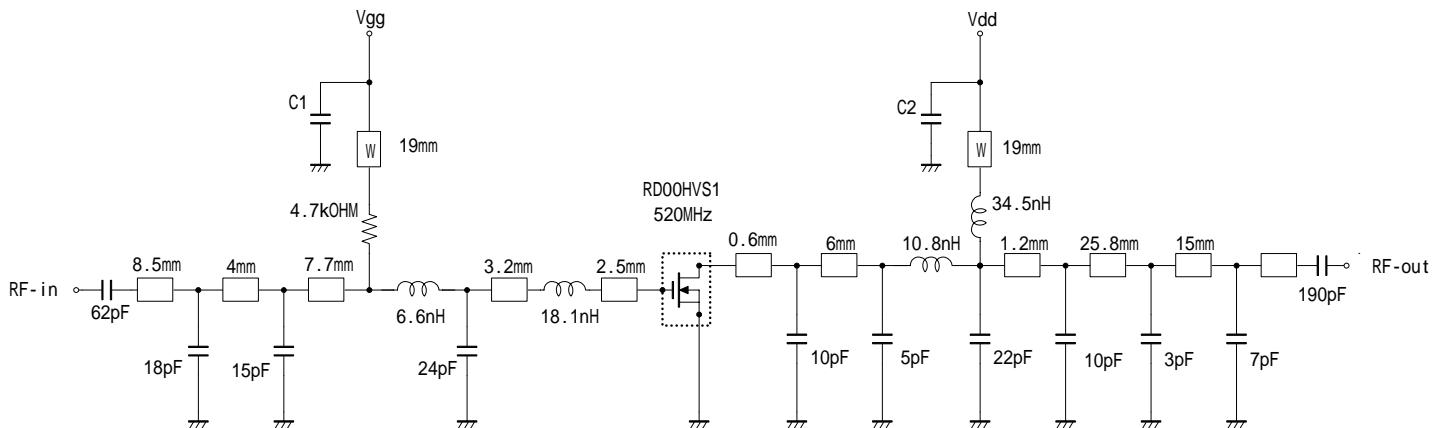 Vgg
Vdd
C1
C2
W
19mm
W
19mm
RD00HVS1
520MHz
4.7kOHM
34.5nH
0.6mm
6mm
10.8nH
1.2mm
25.8mm
15mm
8.5mm
4mm
7.7mm
3.2mm
2.5mm
RF-in
RF-out
62pF
6.6nH
18.1nH
190pF
18pF
15pF
24pF
10pF
5pF
22pF
10pF
3pF
7pF